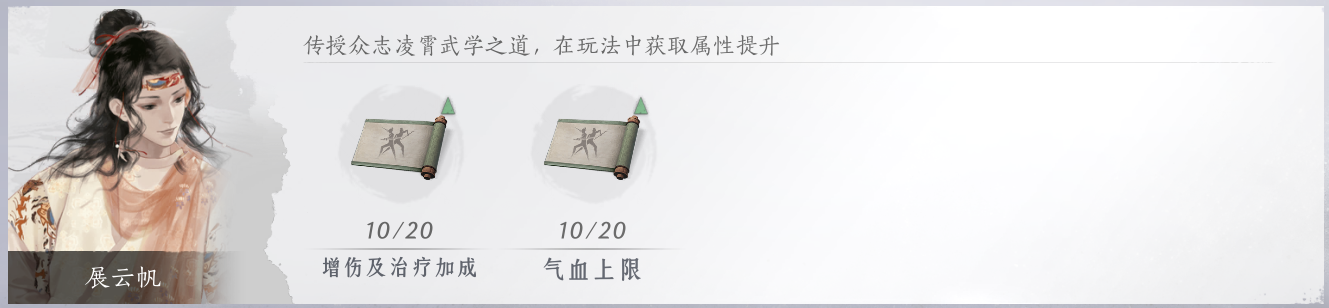 传授众志凌霄武学之道，在玩法中获取属性提升
10/20
10/20
增伤及治疗加成
气血上限
展云帆